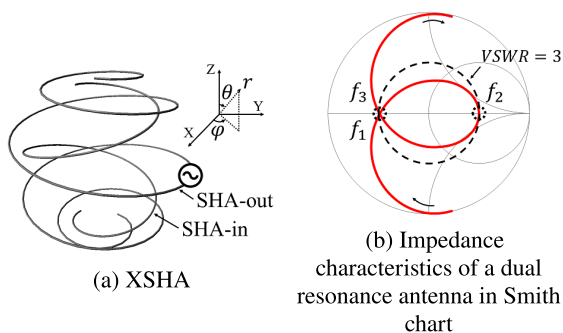 Z
θ
r
Y
X
φ
SHA-out
SHA-in
(a) XSHA
VSWR = 3
f₃
f₂
f₁
(b) Impedance
characteristics of a dual
resonance antenna in Smith
chart